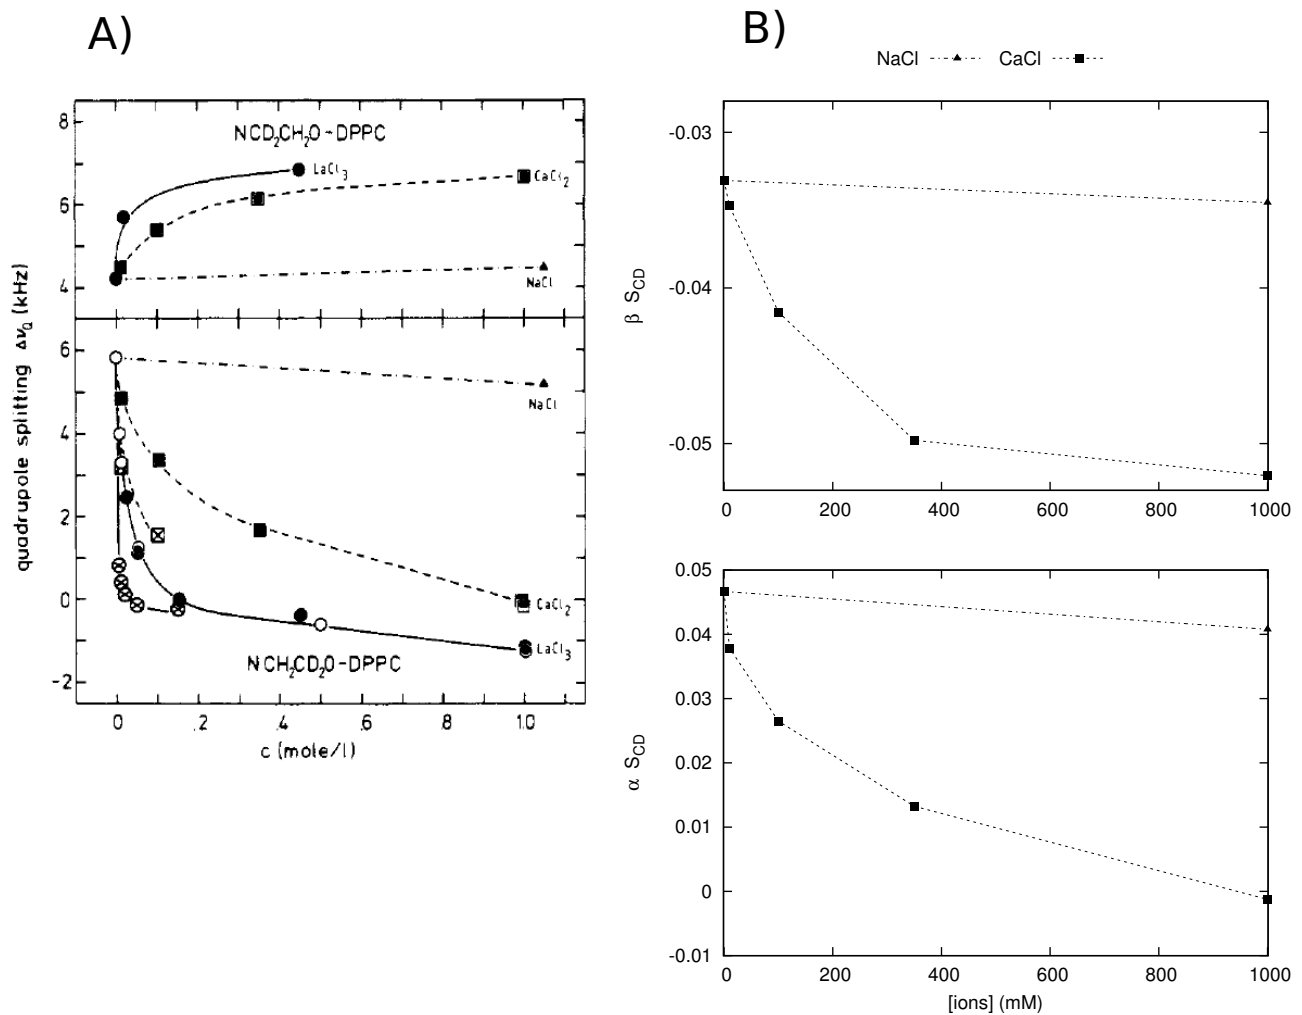 A)
8
6
4
NCD₂CH₂O-DPPC
LaCl₃
CaCl₂
NaCl
quadrupole splitting Δν_Q (kHz)
6
4
2
0
-2
NaCl
CaCl₂
LaCl₃
NCH₂CD₂O-DPPC
0 .2 .4 .6 .8 1.0
c (mole/l)
B)
NaCl CaCl
-0.03
-0.04
-0.05
β S_CD
0 200 400 600 800 1000
0.05
0.04
0.03
0.02
0.01
0
-0.01
α S_CD
0 200 400 600 800 1000
[ions] (mM)